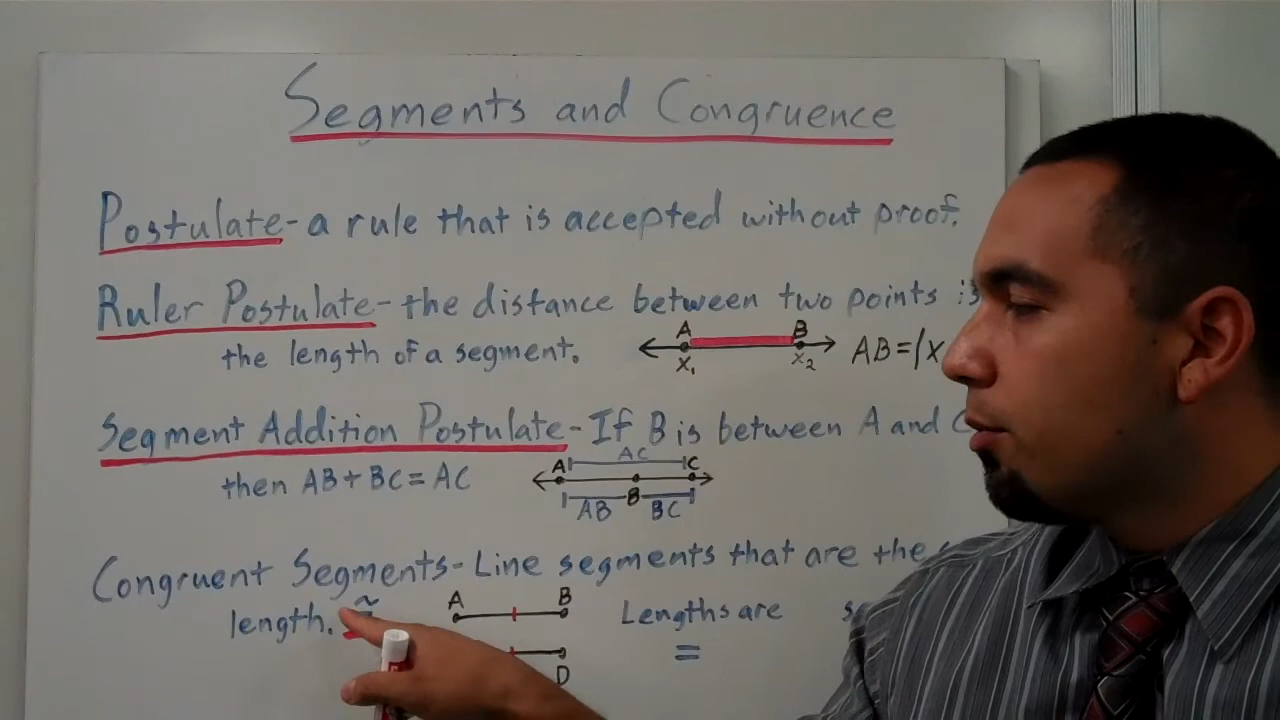 Segments and Congruence
Postulate - a rule that is accepted without proof.
Ruler Postulate - the distance between two points is
the length of a segment.
A B
x₁ x₂
AB=|x
Segment Addition Postulate - If B is between A and C
then AB + BC = AC
AC
A C
B
AB BC
Congruent Segments - Line segments that are the
length. ≅
A B
Lengths are
D
=